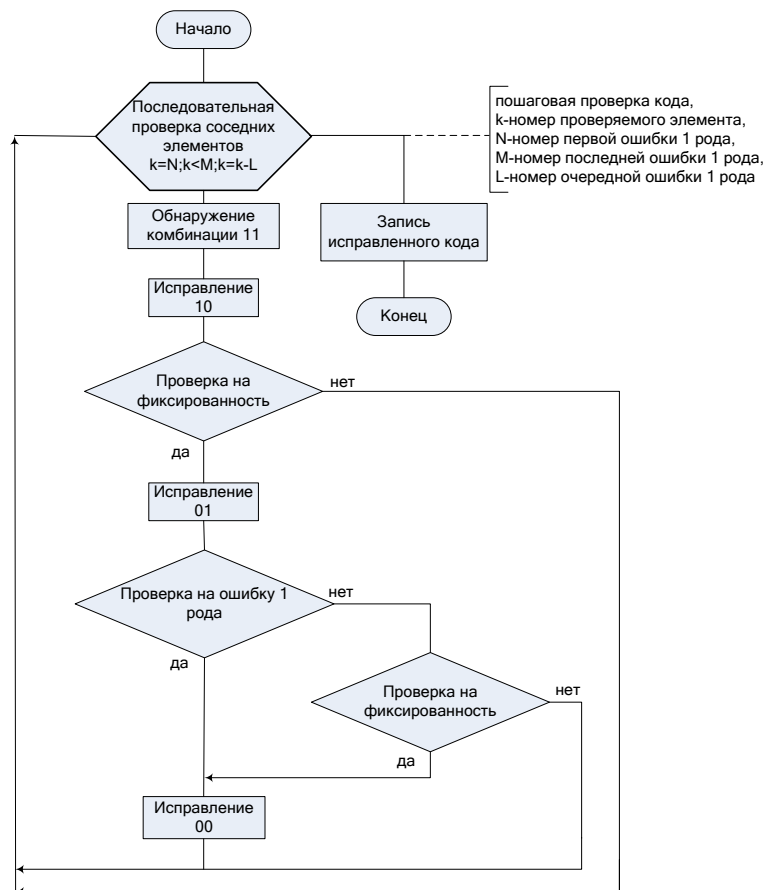 Начало
Последовательная
проверка соседних
элементов
k=N;k<M;k=k-L
пошаговая проверка кода,
k-номер проверяемого элемента,
N-номер первой ошибки 1 рода,
M-номер последней ошибки 1 рода,
L-номер очередной ошибки 1 рода
Обнаружение
комбинации 11
Запись
исправленного кода
Исправление
10
Конец
Проверка на
фиксированность
нет
да
Исправление
01
Проверка на ошибку 1
рода
нет
да
Проверка на
фиксированность
нет
да
Исправление
00